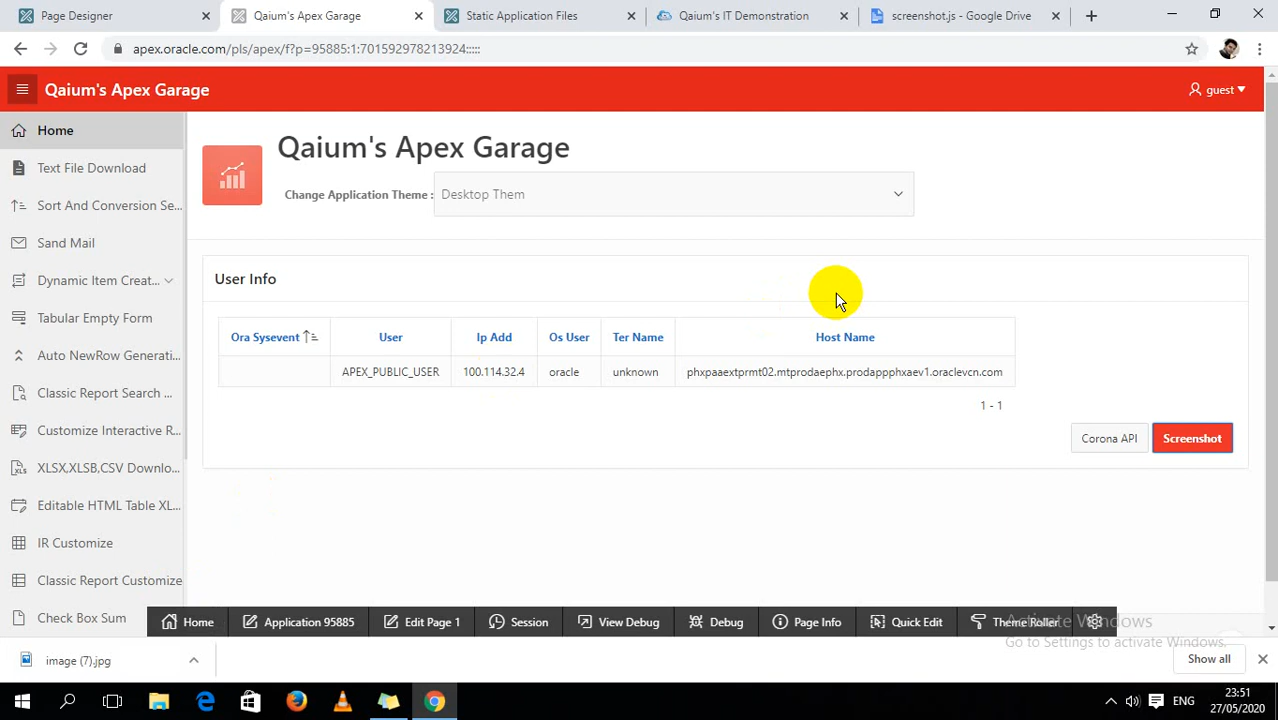 Page Designer
Qaium's Apex Garage
Static Application Files
Qaium's IT Demonstration
screenshot.js - Google Drive
apex.oracle.com/pls/apex/f?p=95885:1:701592978213924:::::
Qaium's Apex Garage
guest
Home
Text File Download
Sort And Conversion Se...
Sand Mail
Dynamic Item Creat...
Tabular Empty Form
Auto NewRow Generati...
Classic Report Search ...
Customize Interactive R...
XLSX,XLSB,CSV Downlo...
Editable HTML Table XL...
IR Customize
Classic Report Customize
Check Box Sum
Qaium's Apex Garage
Change Application Theme :
Desktop Them
User Info
Ora Sysevent User Ip Add Os User Ter Name Host Name
APEX_PUBLIC_USER 100.114.32.4 oracle unknown phxpaaextprmt02.mtprodaephx.prodappphxaev1.oraclevcn.com
1 - 1
Corona API
Screenshot
Home Application 95885 Edit Page 1 Session View Debug Debug Page Info Quick Edit Theme Roller
Activate Windows
Go to Settings to activate Windows.
image (7).jpg
Show all
ENG
23:51
27/05/2020